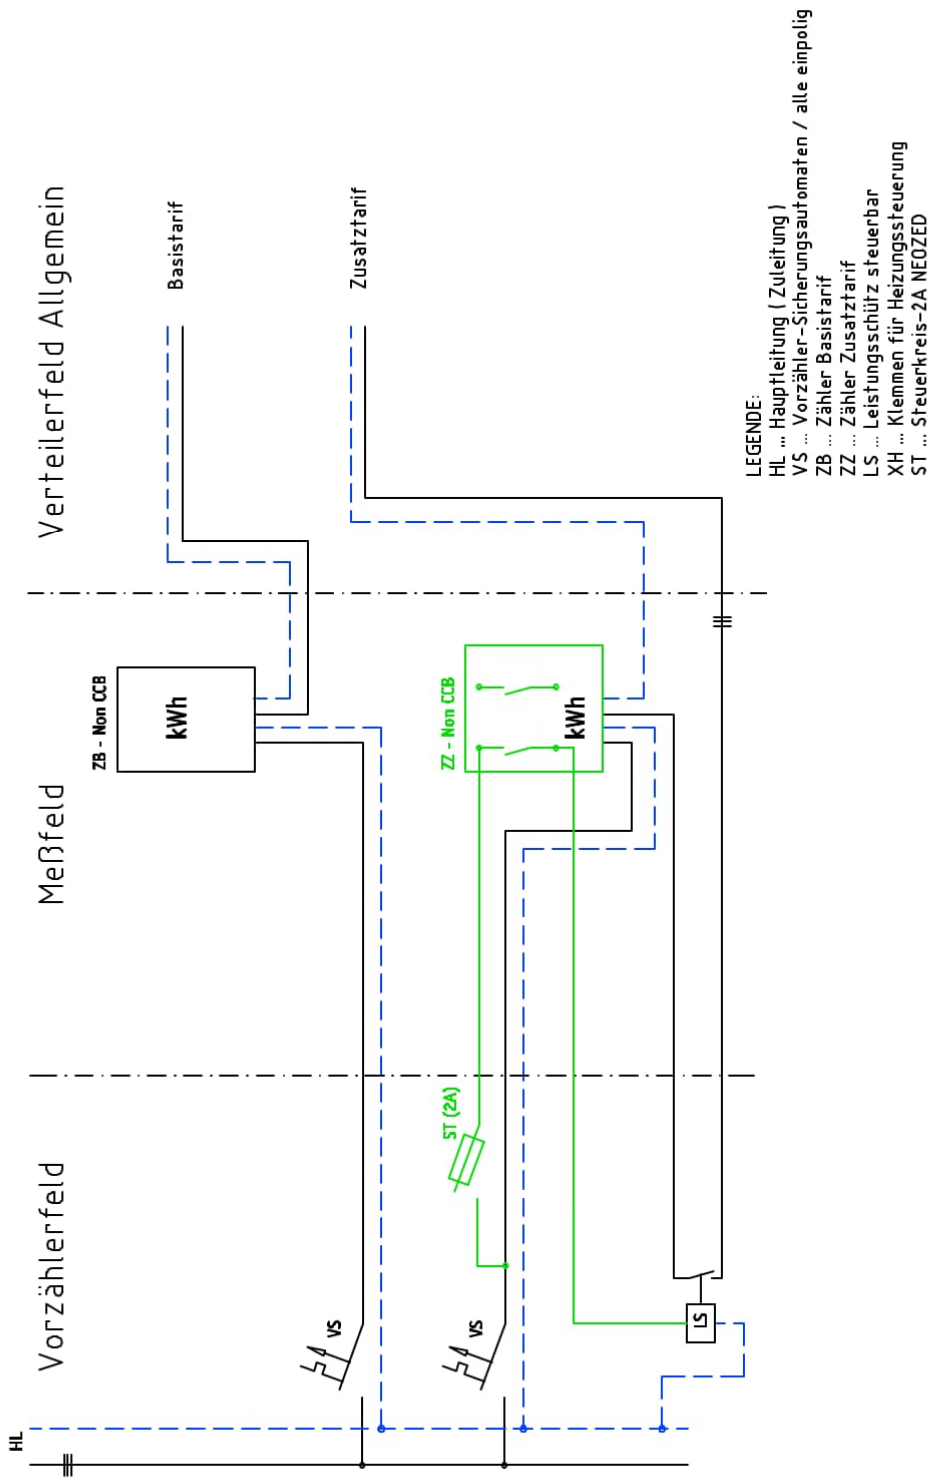 Vorzählerfeld
Meßfeld
Verteilerfeld Allgemein
HL
VS
ZB - Non CCB
kWh
Basistarif
VS
ST (2A)
ZZ - Non CCB
kWh
Zusatztarif
LS
LEGENDE:
HL ... Hauptleitung ( Zuleitung )
VS ... Vorzähler-Sicherungsautomaten / alle einpolig
ZB ... Zähler Basistarif
ZZ ... Zähler Zusatztarif
LS ... Leistungsschütz steuerbar
XH ... Klemmen für Heizungssteuerung
ST ... Steuerkreis-2A NEOZED